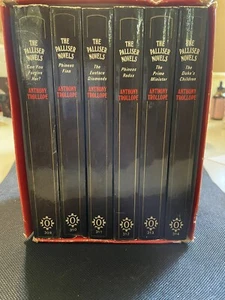 THE
PALLISER
NOVELS
Can You
Forgive
Her?
ANTHONY
TROLLOPE
O
THE
PALLISER
NOVELS
Phineas
Finn
ANTHONY
TROLLOPE
O
THE
PALLISER
NOVELS
The
Eustace
Diamonds
ANTHONY
TROLLOPE
O
THE
PALLISER
NOVELS
Phineas
Redux
ANTHONY
TROLLOPE
O
THE
PALLISER
NOVELS
The
Prime
Minister
ANTHONY
TROLLOPE
O
THE
PALLISER
NOVELS
The
Duke's
Children
ANTHONY
TROLLOPE
O